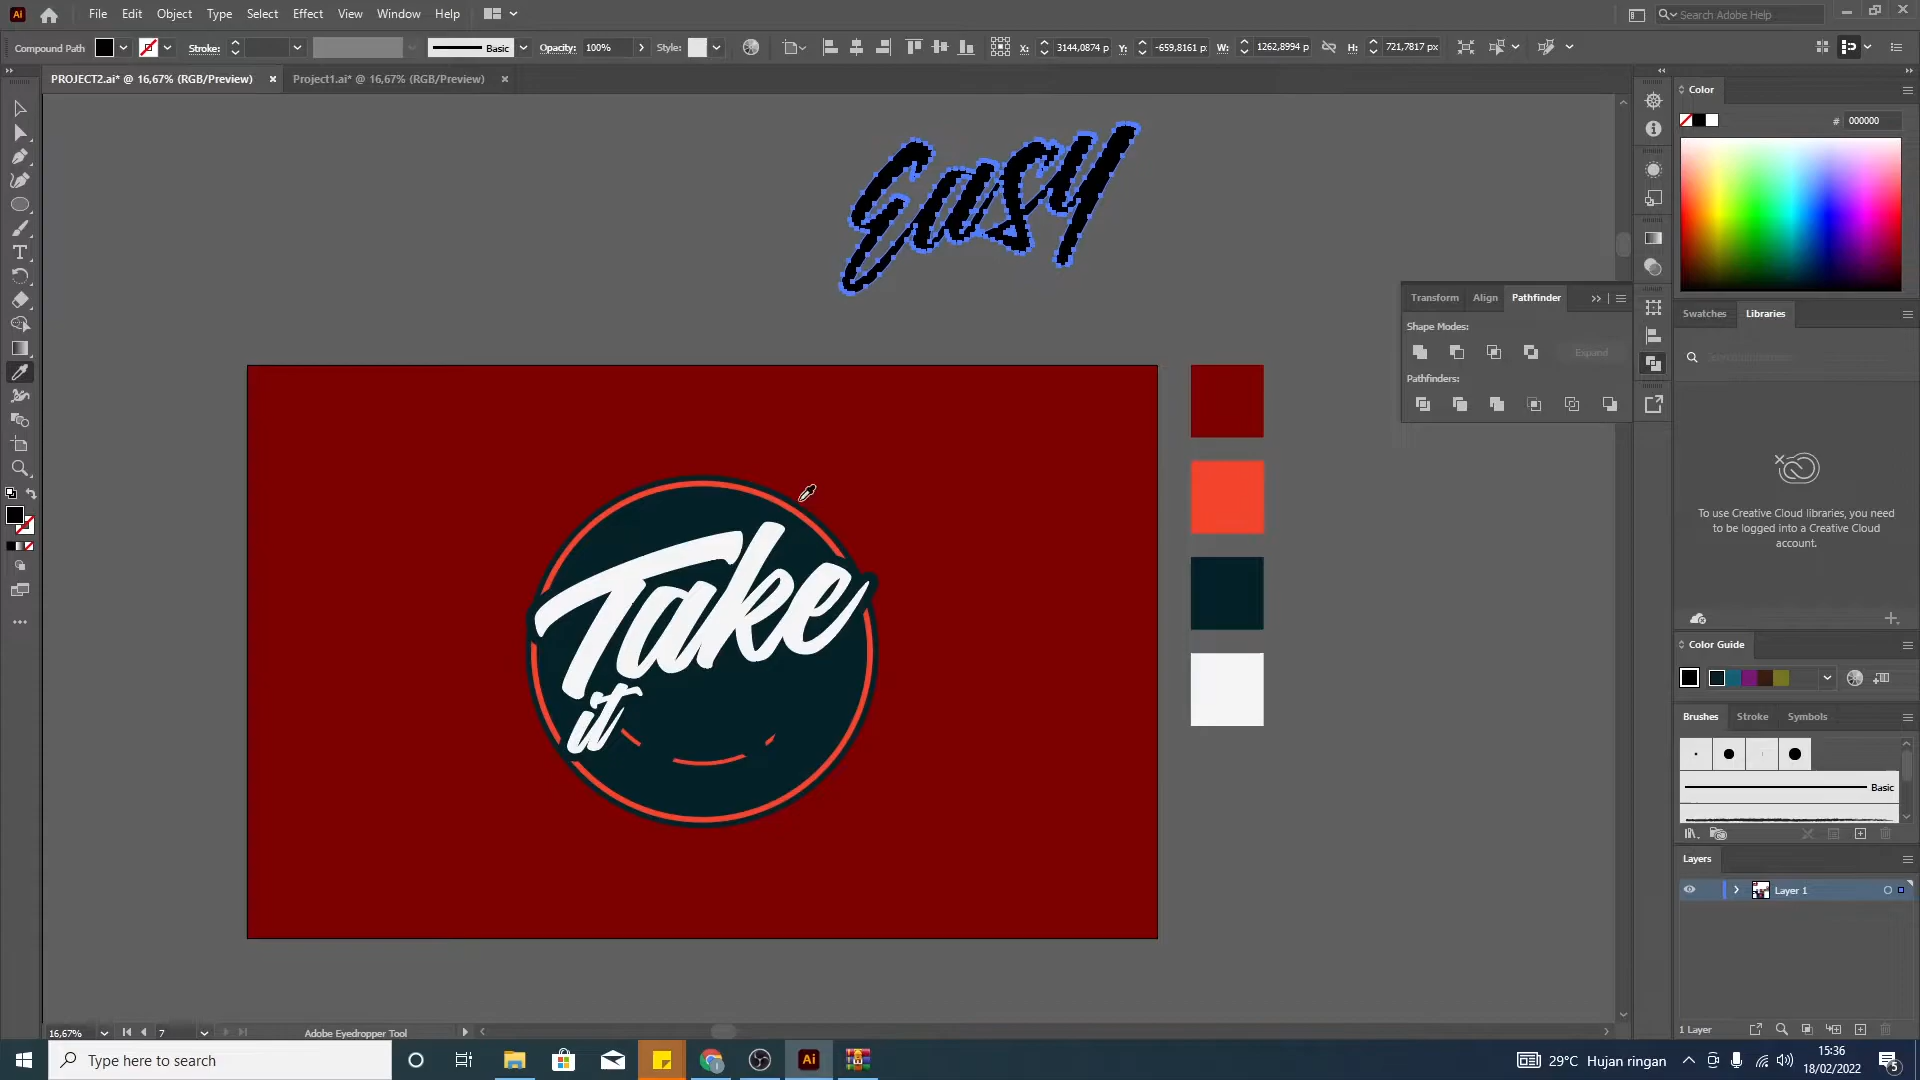 Ai File Edit Object Type Select Effect View Window Help Search Adobe Help
Compound Path Stroke: Basic Opacity: 100% Style: X: 3144,0874 p Y: -659,8161 p W: 1262,8994 p H: 721,7817 px
PROJECT2.ai* @ 16,67% (RGB/Preview) × Project1.ai* @ 16,67% (RGB/Preview) ×
Color
# 000000
Easy
Transform Align Pathfinder
Shape Modes:
Expand
Pathfinders:
Swatches Libraries
To use Creative Cloud libraries, you need
to be logged into a Creative Cloud
account.
Take
it
Color Guide
Brushes Stroke Symbols
Basic
Layers
Layer 1
1 Layer
16,67% 7 Adobe Eyedropper Tool
Type here to search
Ai
29°C Hujan ringan
15:36
18/02/2022
5